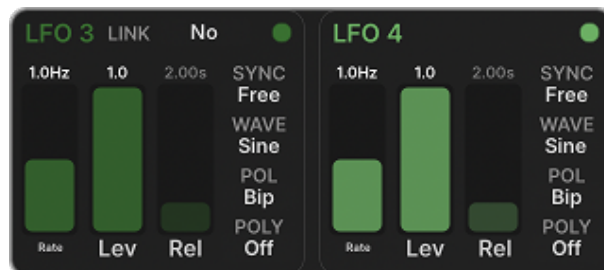 LFO 3 LINK No
1.0Hz 1.0 2.00s
SYNC
Free
WAVE
Sine
POL
Bip
POLY
Off
Rate Lev Rel
LFO 4
1.0Hz 1.0 2.00s
SYNC
Free
WAVE
Sine
POL
Bip
POLY
Off
Rate Lev Rel